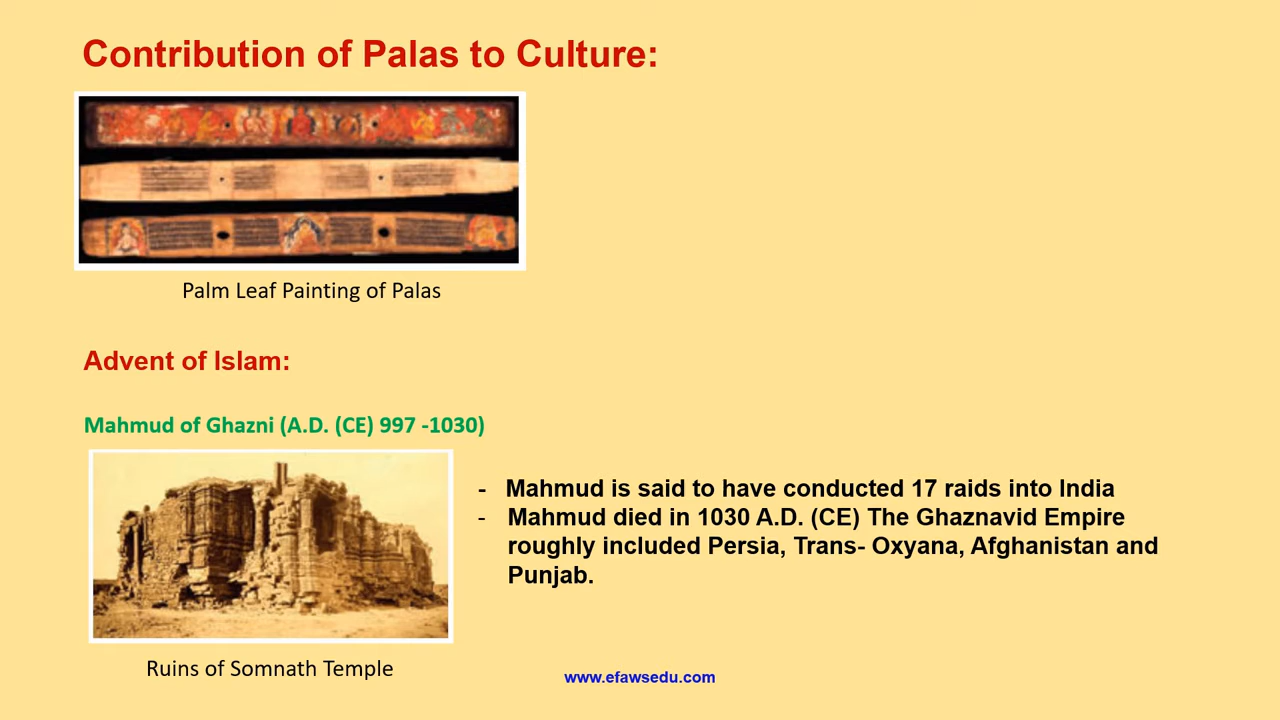 Contribution of Palas to Culture:
Palm Leaf Painting of Palas
Advent of Islam:
Mahmud of Ghazni (A.D. (CE) 997 -1030)
- Mahmud is said to have conducted 17 raids into India
- Mahmud died in 1030 A.D. (CE) The Ghaznavid Empire
roughly included Persia, Trans- Oxyana, Afghanistan and
Punjab.
Ruins of Somnath Temple
www.efawsedu.com